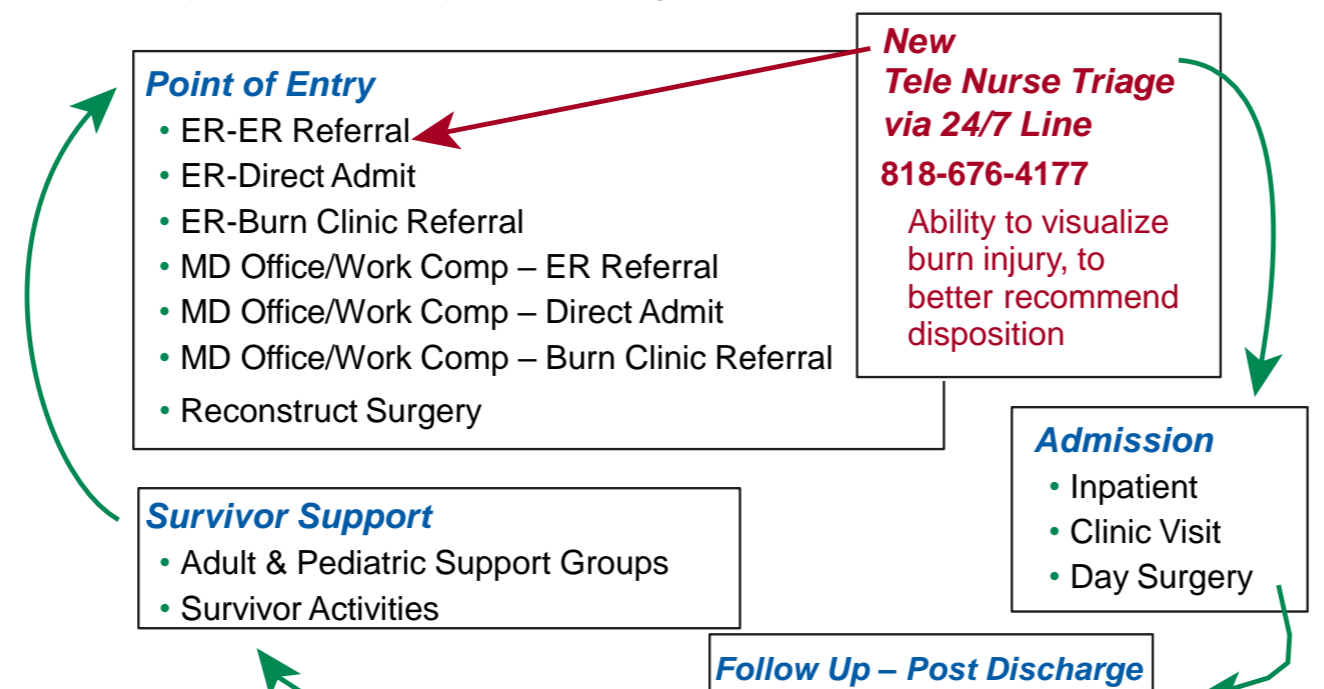 Point of Entry
• ER-ER Referral
• ER-Direct Admit
• ER-Burn Clinic Referral
• MD Office/Work Comp – ER Referral
• MD Office/Work Comp – Direct Admit
• MD Office/Work Comp – Burn Clinic Referral
• Reconstruct Surgery
New
Tele Nurse Triage
via 24/7 Line
818-676-4177
Ability to visualize
burn injury, to
better recommend
disposition
Admission
• Inpatient
• Clinic Visit
• Day Surgery
Survivor Support
• Adult & Pediatric Support Groups
• Survivor Activities
Follow Up – Post Discharge